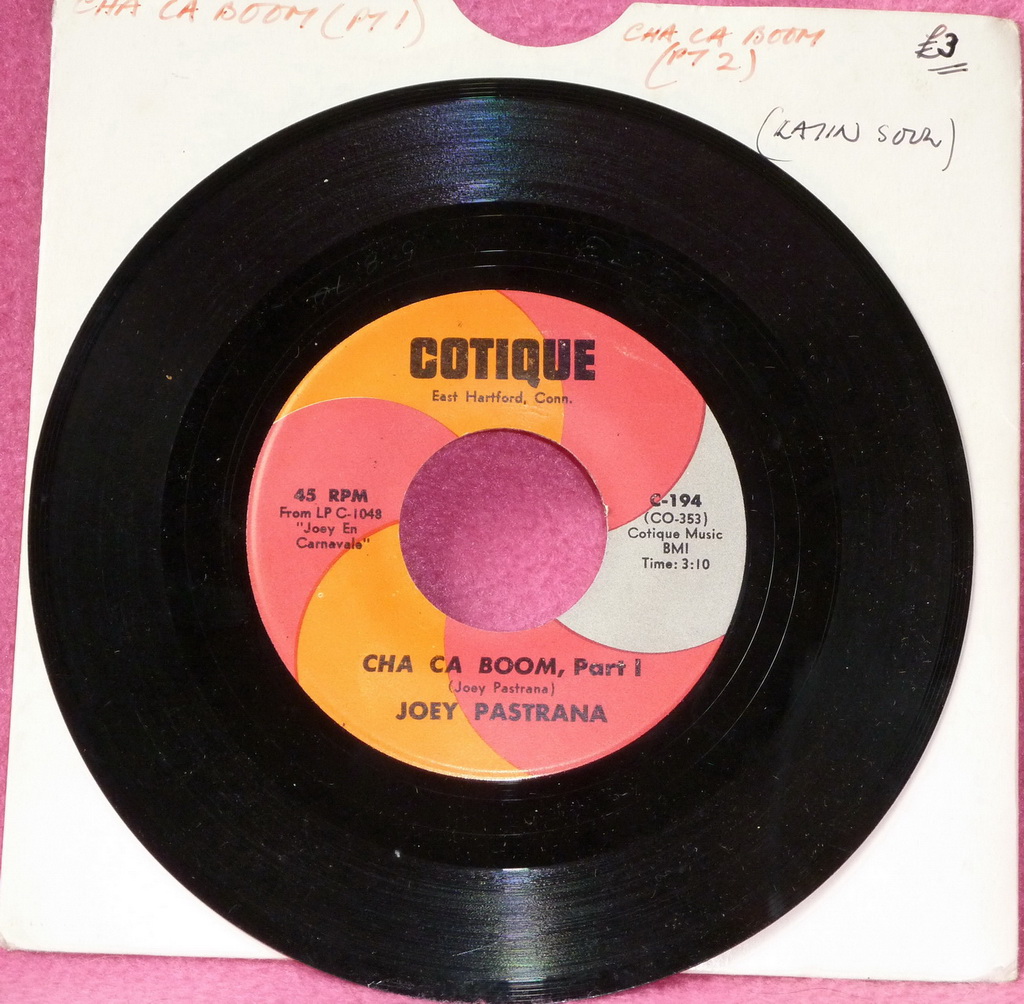 CHA CA BOOM (PT 1)
CHA CA BOOM
(PT 2)
£3
(LATIN SOUL)
COTIQUE
East Hartford, Conn.
45 RPM
From LP C-1048
"Joey En
Carnavale"
C-194
(CO-353)
Cotique Music
BMI
Time: 3:10
CHA CA BOOM, Part I
(Joey Pastrana)
JOEY PASTRANA